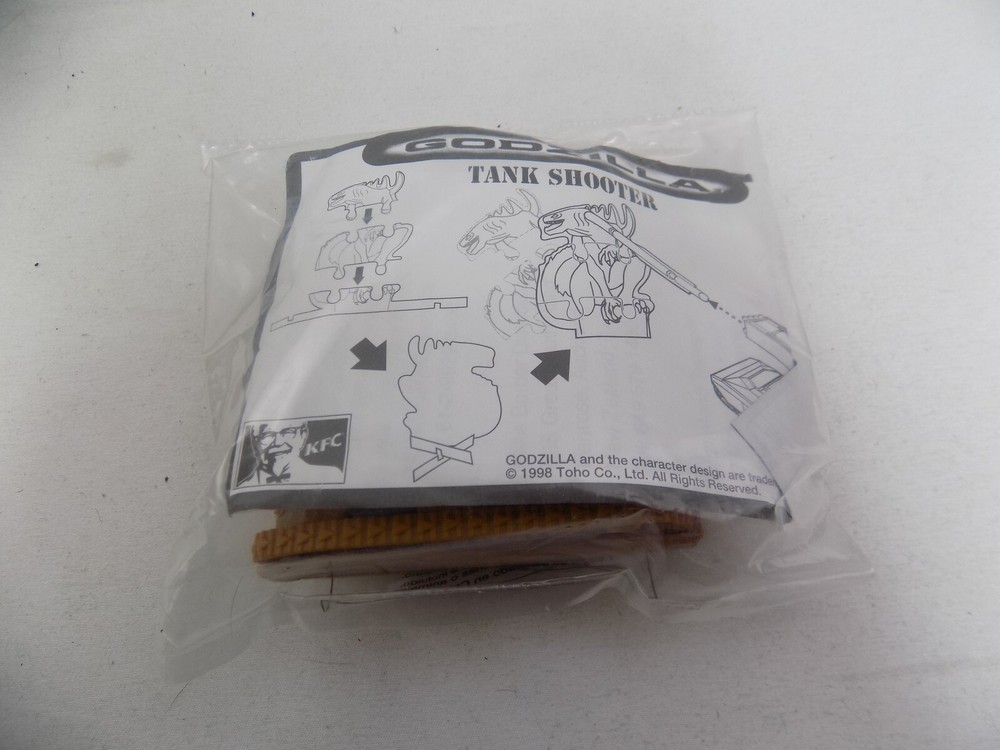 GODZILLA
TANK SHOOTER
KFC
GODZILLA and the character design are trade
© 1998 Toho Co., Ltd. All Rights Reserved.